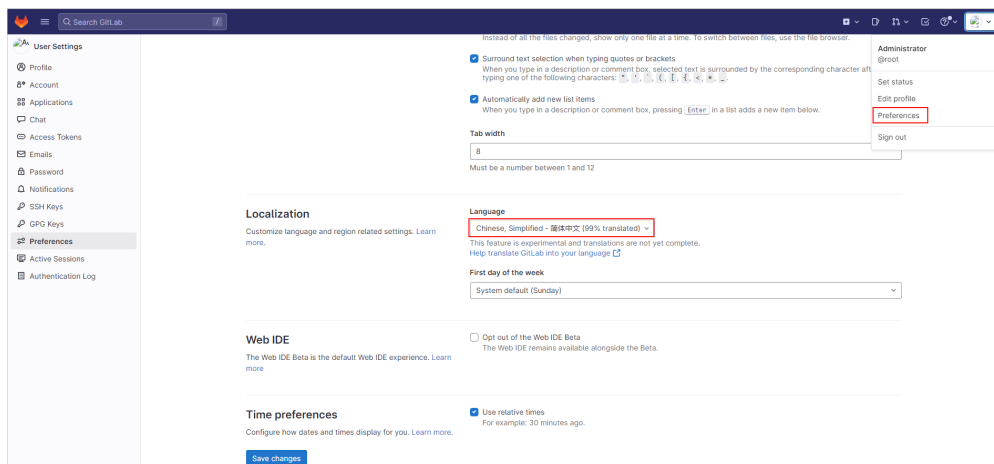 Search GitLab
/
User Settings
Profile
Account
Applications
Chat
Access Tokens
Emails
Password
Notifications
SSH Keys
GPG Keys
Preferences
Active Sessions
Authentication Log
Instead of all the files changed, show only one file at a time. To switch between files, use the file browser.
Surround text selection when typing quotes or brackets
When you type in a description or comment box, selected text is surrounded by the corresponding character aft
typing one of the following characters: ", ', `, (, [, {, <, *, _.
Automatically add new list items
When you type in a description or comment box, pressing Enter in a list adds a new item below.
Tab width
8
Must be a number between 1 and 12
Localization
Customize language and region related settings. Learn
more.
Language
Chinese, Simplified - 简体中文 (99% translated)
This feature is experimental and translations are not yet complete.
Help translate GitLab into your language
First day of the week
System default (Sunday)
Web IDE
The Web IDE Beta is the default Web IDE experience. Learn
more
Opt out of the Web IDE Beta
The Web IDE remains available alongside the Beta.
Time preferences
Configure how dates and times display for you. Learn more.
Use relative times
For example: 30 minutes ago.
Save changes
Administrator
@root
Set status
Edit profile
Preferences
Sign out